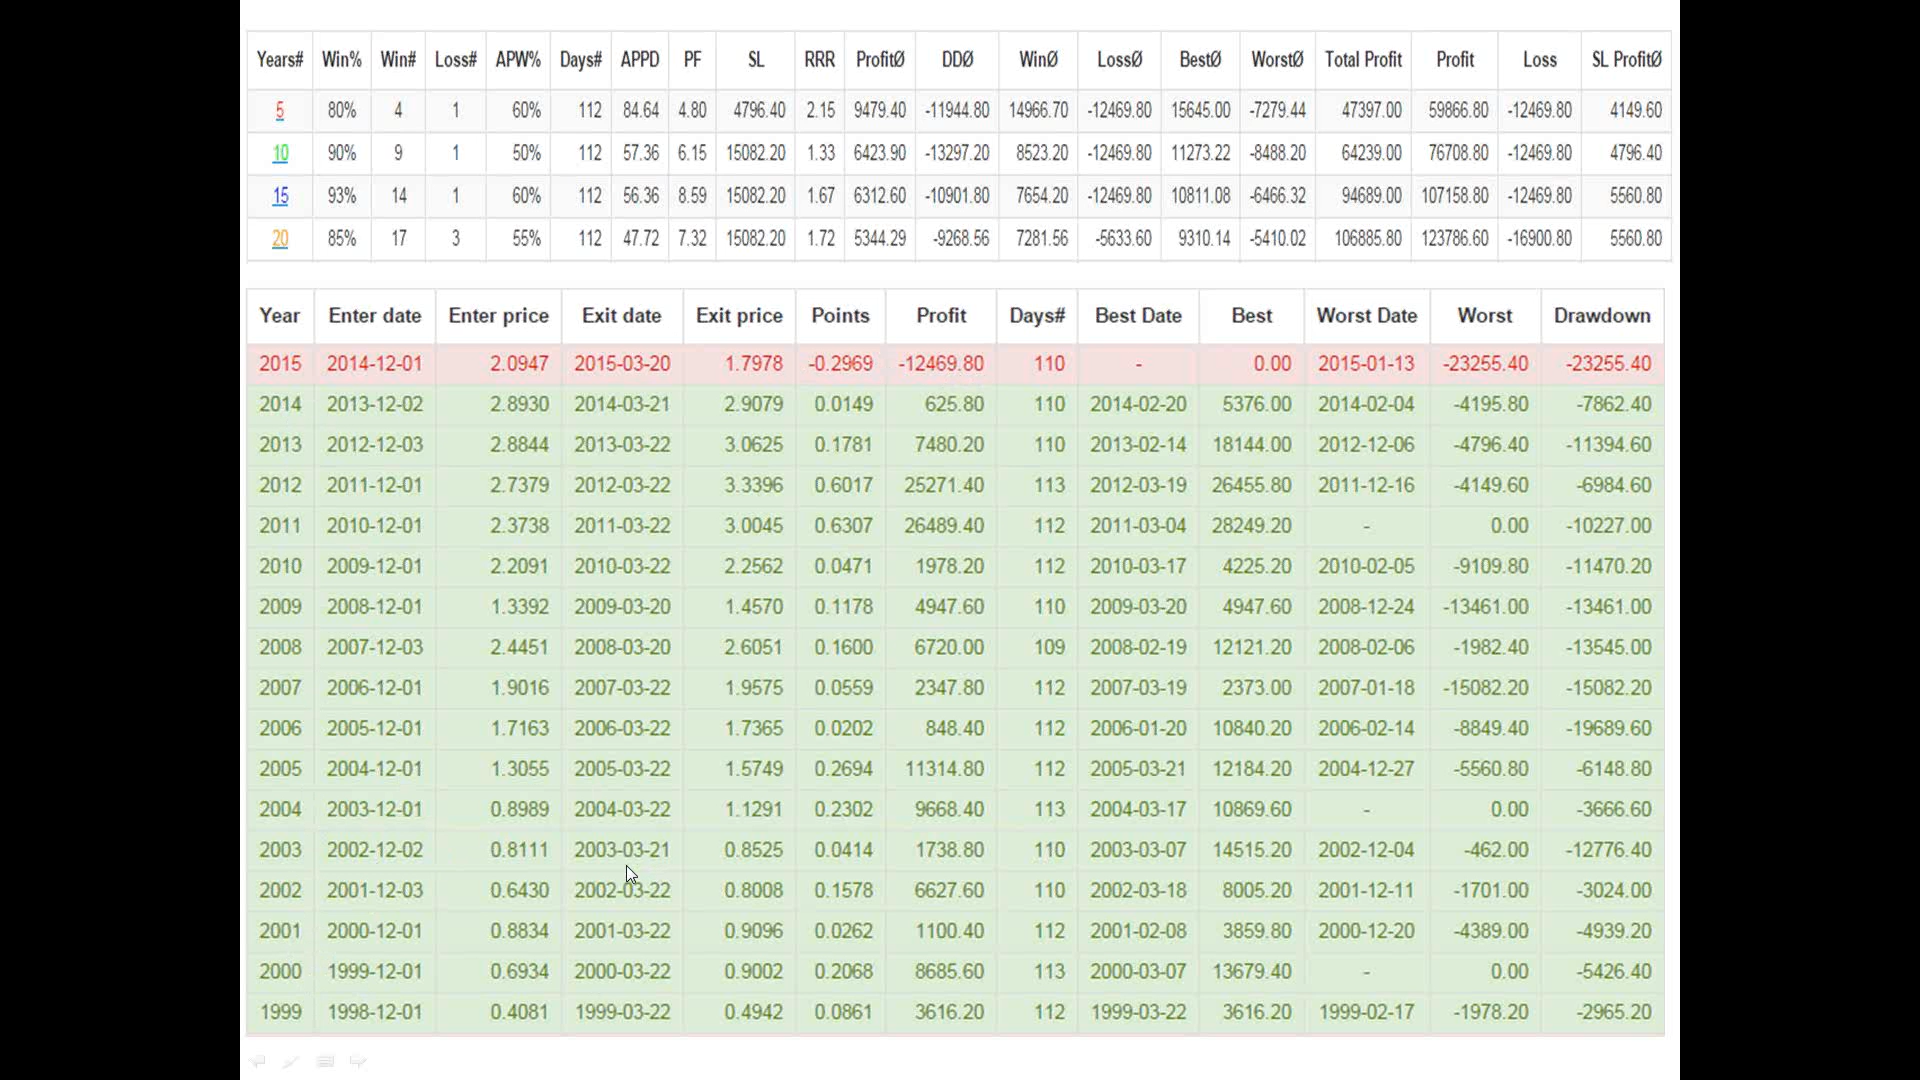 Years# Win% Win# Loss# APW% Days# APPD PF SL RRR ProfitØ DDØ WinØ LossØ BestØ WorstØ Total Profit Profit Loss SL ProfitØ
5 80% 4 1 60% 112 84.64 4.80 4796.40 2.15 9479.40 -11944.80 14966.70 -12469.80 15645.00 -7279.44 47397.00 59866.80 -12469.80 4149.60
10 90% 9 1 50% 112 57.36 6.15 15082.20 1.33 6423.90 -13297.20 8523.20 -12469.80 11273.22 -8488.20 64239.00 76708.80 -12469.80 4796.40
15 93% 14 1 60% 112 56.36 8.59 15082.20 1.67 6312.60 -10901.80 7654.20 -12469.80 10811.08 -6466.32 94689.00 107158.80 -12469.80 5560.80
20 85% 17 3 55% 112 47.72 7.32 15082.20 1.72 5344.29 -9268.56 7281.56 -5633.60 9310.14 -5410.02 106885.80 123786.60 -16900.80 5560.80
Year Enter date Enter price Exit date Exit price Points Profit Days# Best Date Best Worst Date Worst Drawdown
2015 2014-12-01 2.0947 2015-03-20 1.7978 -0.2969 -12469.80 110 - 0.00 2015-01-13 -23255.40 -23255.40
2014 2013-12-02 2.8930 2014-03-21 2.9079 0.0149 625.80 110 2014-02-20 5376.00 2014-02-04 -4195.80 -7862.40
2013 2012-12-03 2.8844 2013-03-22 3.0625 0.1781 7480.20 110 2013-02-14 18144.00 2012-12-06 -4796.40 -11394.60
2012 2011-12-01 2.7379 2012-03-22 3.3396 0.6017 25271.40 113 2012-03-19 26455.80 2011-12-16 -4149.60 -6984.60
2011 2010-12-01 2.3738 2011-03-22 3.0045 0.6307 26489.40 112 2011-03-04 28249.20 - 0.00 -10227.00
2010 2009-12-01 2.2091 2010-03-22 2.2562 0.0471 1978.20 112 2010-03-17 4225.20 2010-02-05 -9109.80 -11470.20
2009 2008-12-01 1.3392 2009-03-20 1.4570 0.1178 4947.60 110 2009-03-20 4947.60 2008-12-24 -13461.00 -13461.00
2008 2007-12-03 2.4451 2008-03-20 2.6051 0.1600 6720.00 109 2008-02-19 12121.20 2008-02-06 -1982.40 -13545.00
2007 2006-12-01 1.9016 2007-03-22 1.9575 0.0559 2347.80 112 2007-03-19 2373.00 2007-01-18 -15082.20 -15082.20
2006 2005-12-01 1.7163 2006-03-22 1.7365 0.0202 848.40 112 2006-01-20 10840.20 2006-02-14 -8849.40 -19689.60
2005 2004-12-01 1.3055 2005-03-22 1.5749 0.2694 11314.80 112 2005-03-21 12184.20 2004-12-27 -5560.80 -6148.80
2004 2003-12-01 0.8989 2004-03-22 1.1291 0.2302 9668.40 113 2004-03-17 10869.60 - 0.00 -3666.60
2003 2002-12-02 0.8111 2003-03-21 0.8525 0.0414 1738.80 110 2003-03-07 14515.20 2002-12-04 -462.00 -12776.40
2002 2001-12-03 0.6430 2002-03-22 0.8008 0.1578 6627.60 110 2002-03-18 8005.20 2001-12-11 -1701.00 -3024.00
2001 2000-12-01 0.8834 2001-03-22 0.9096 0.0262 1100.40 112 2001-02-08 3859.80 2000-12-20 -4389.00 -4939.20
2000 1999-12-01 0.6934 2000-03-22 0.9002 0.2068 8685.60 113 2000-03-07 13679.40 - 0.00 -5426.40
1999 1998-12-01 0.4081 1999-03-22 0.4942 0.0861 3616.20 112 1999-03-22 3616.20 1999-02-17 -1978.20 -2965.20